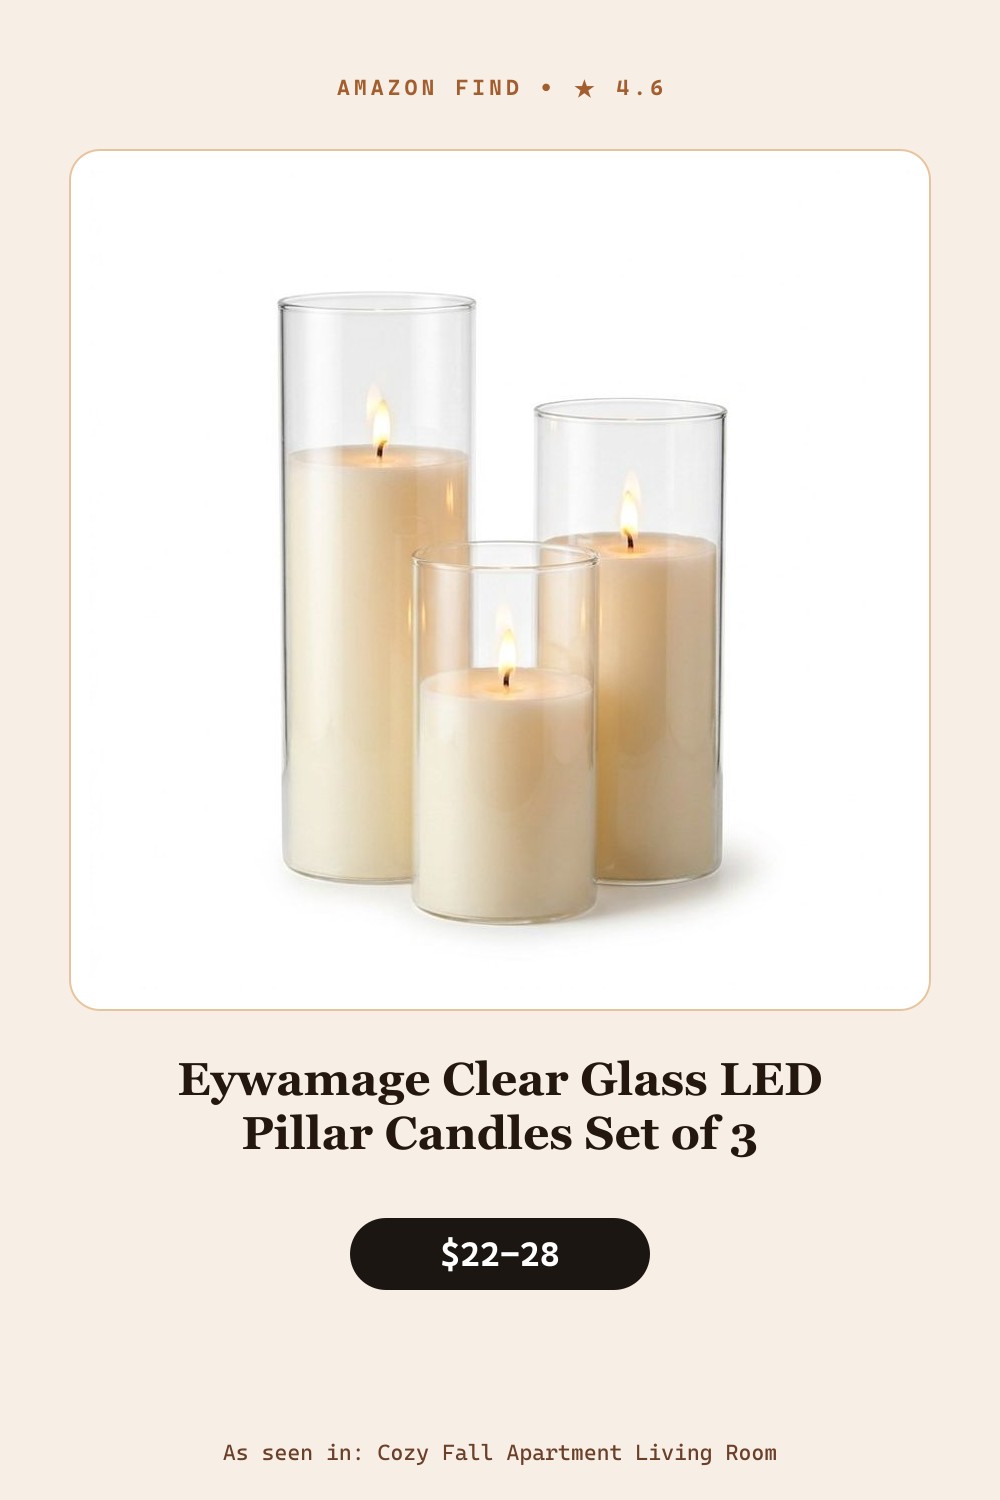 AMAZON FIND • ★ 4.6
Eywamage Clear Glass LED
Pillar Candles Set of 3
$22–28
As seen in: Cozy Fall Apartment Living Room